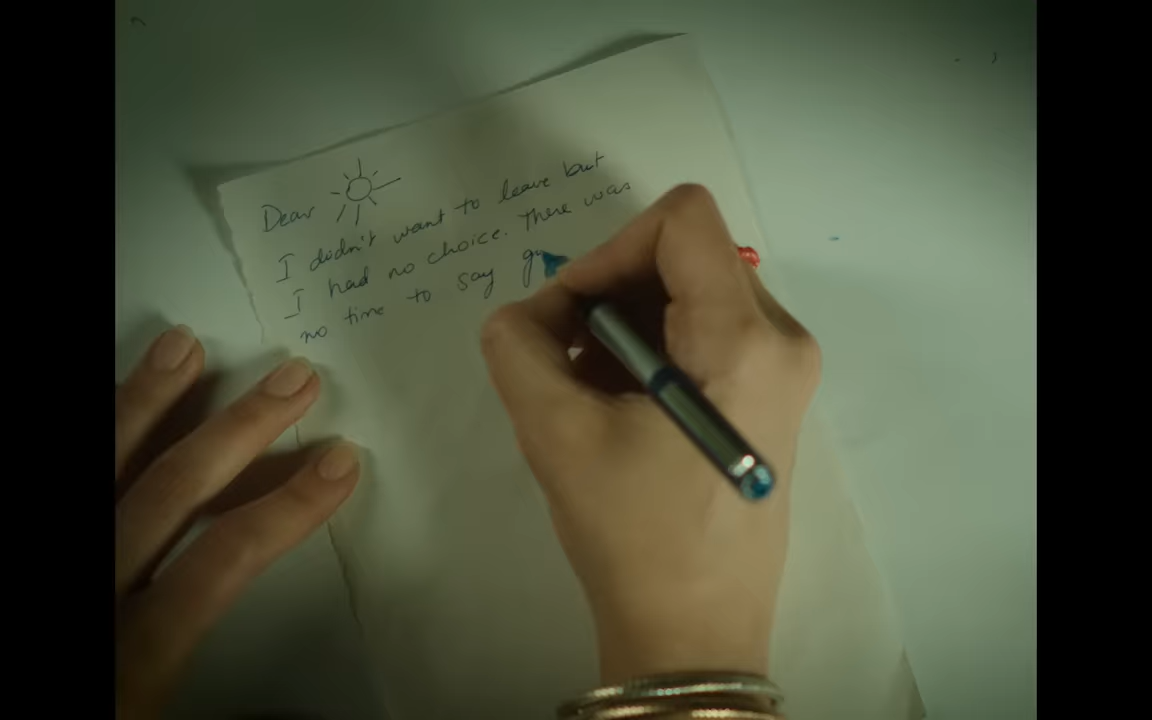 Dear
I didn't want to leave but
I had no choice. There was
no time to say